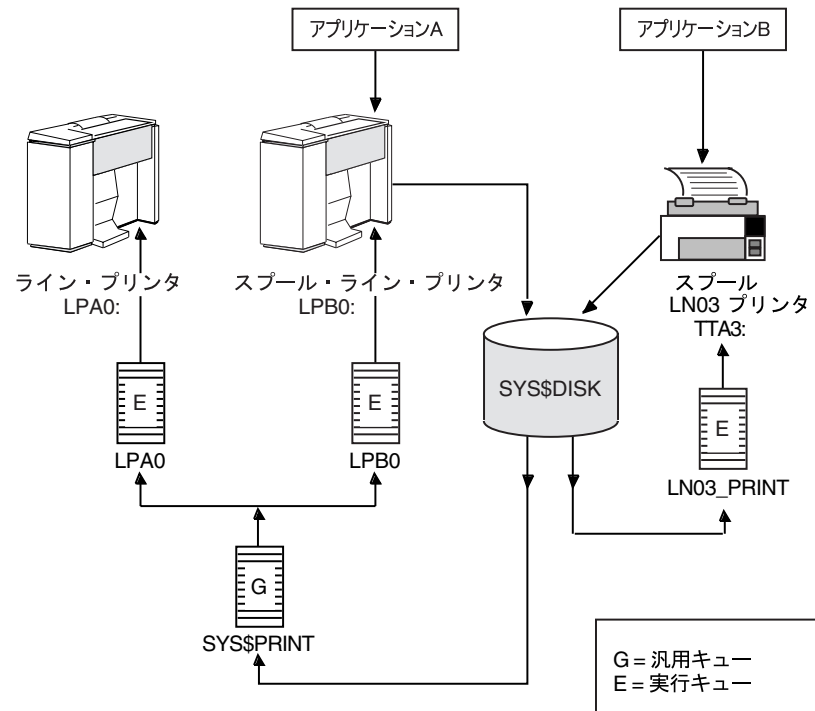 アプリケーションA
アプリケーションB
ライン・プリンタ
LPA0:
スプール・ライン・プリンタ
LPB0:
スプール
LN03 プリンタ
TTA3:
SYS$DISK
E
LPA0
E
LPB0
E
LN03_PRINT
G
SYS$PRINT
G = 汎用キュー
E = 実行キュー